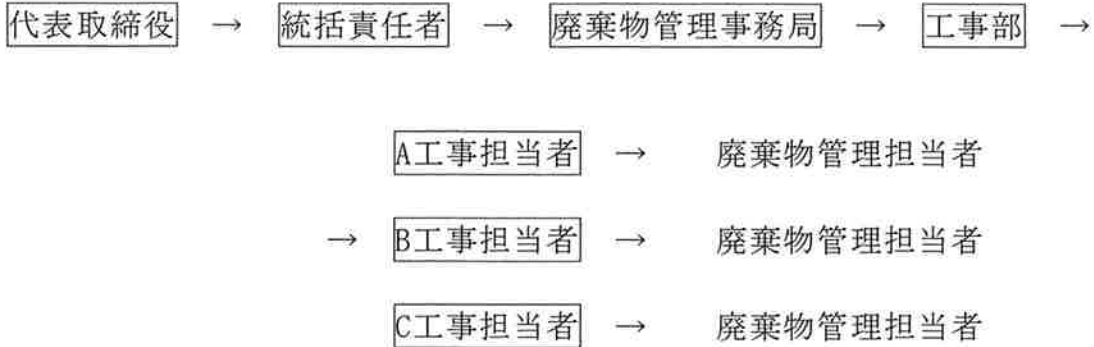 代表取締役 → 統括責任者 → 廃棄物管理事務局 → 工事部 →
A工事担当者 → 廃棄物管理担当者
→ B工事担当者 → 廃棄物管理担当者
C工事担当者 → 廃棄物管理担当者